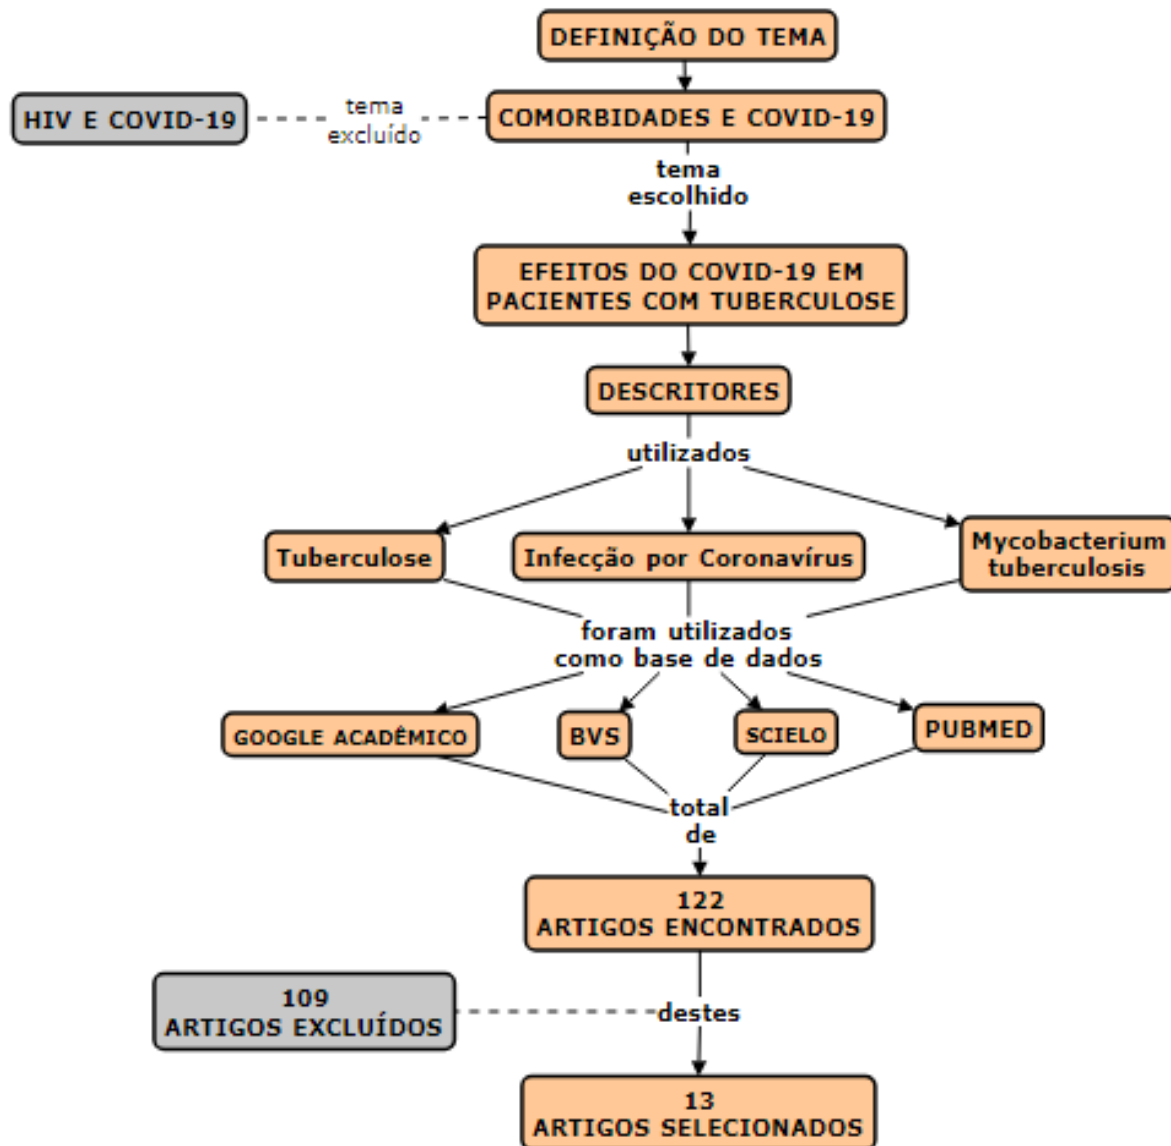 DEFINIÇÃO DO TEMA
HIV E COVID-19
tema
excluído
COMORBIDADES E COVID-19
tema
escolhido
EFEITOS DO COVID-19 EM
PACIENTES COM TUBERCULOSE
DESCRITORES
utilizados
Tuberculose
Infecção por Coronavírus
Mycobacterium
tuberculosis
foram utilizados
como base de dados
GOOGLE ACADÊMICO
BVS
SCIELO
PUBMED
total
de
122
ARTIGOS ENCONTRADOS
109
ARTIGOS EXCLUÍDOS
destes
13
ARTIGOS SELECIONADOS